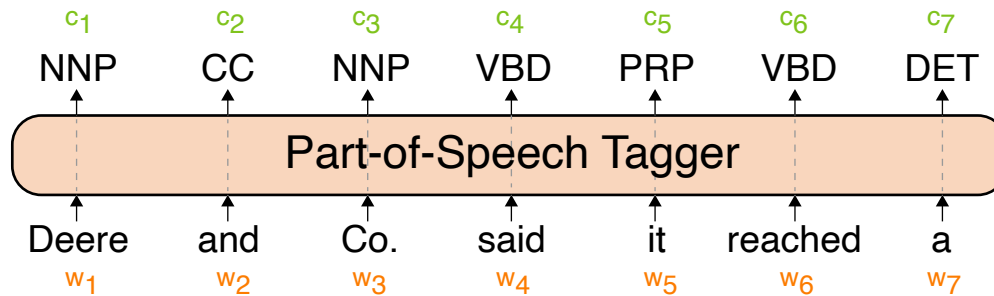 c1 c2 c3 c4 c5 c6 c7
NNP CC NNP VBD PRP VBD DET
Part-of-Speech Tagger
Deere and Co. said it reached a
w1 w2 w3 w4 w5 w6 w7